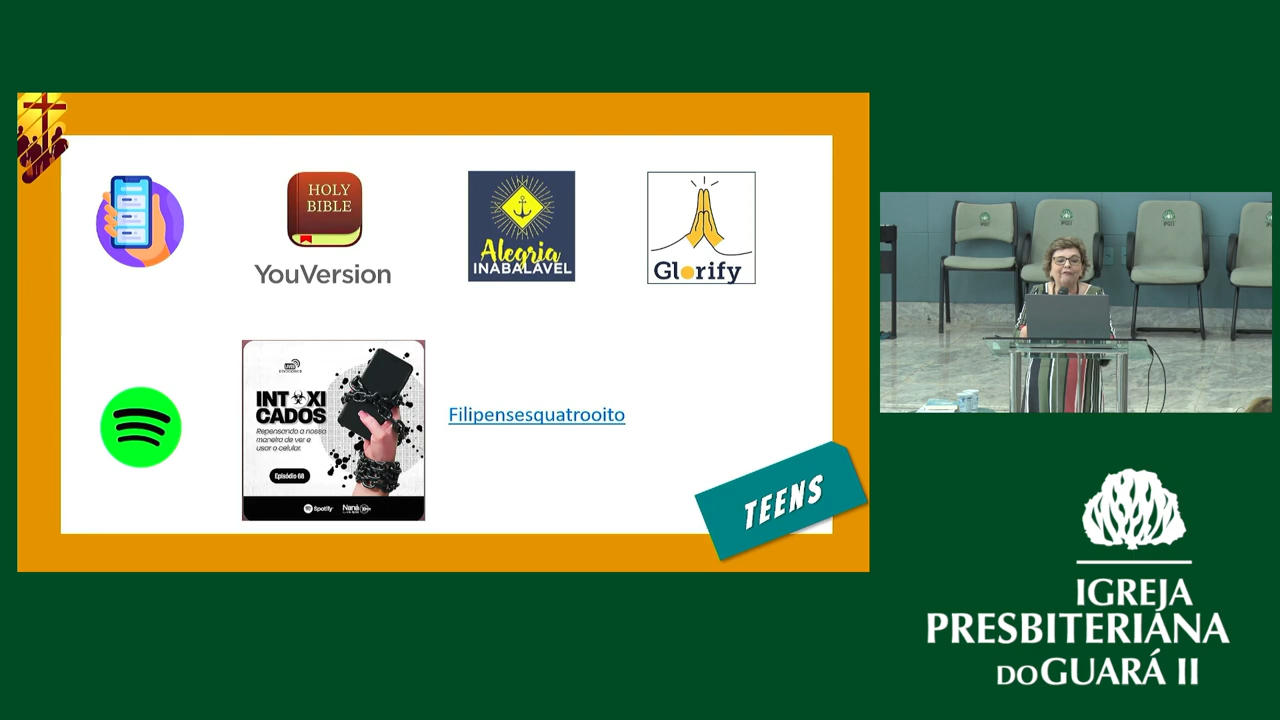 HOLY
BIBLE
YouVersion
Alegria
INABALAVEL
Glorify
INTOXI
CADOS
Repensando a nossa
maneira de ver e
usar o celular.
Episódio 68
Spotify
Filipensesquatrooito
TEENS
IGREJA
PRESBITERIANA
DO GUARÁ II